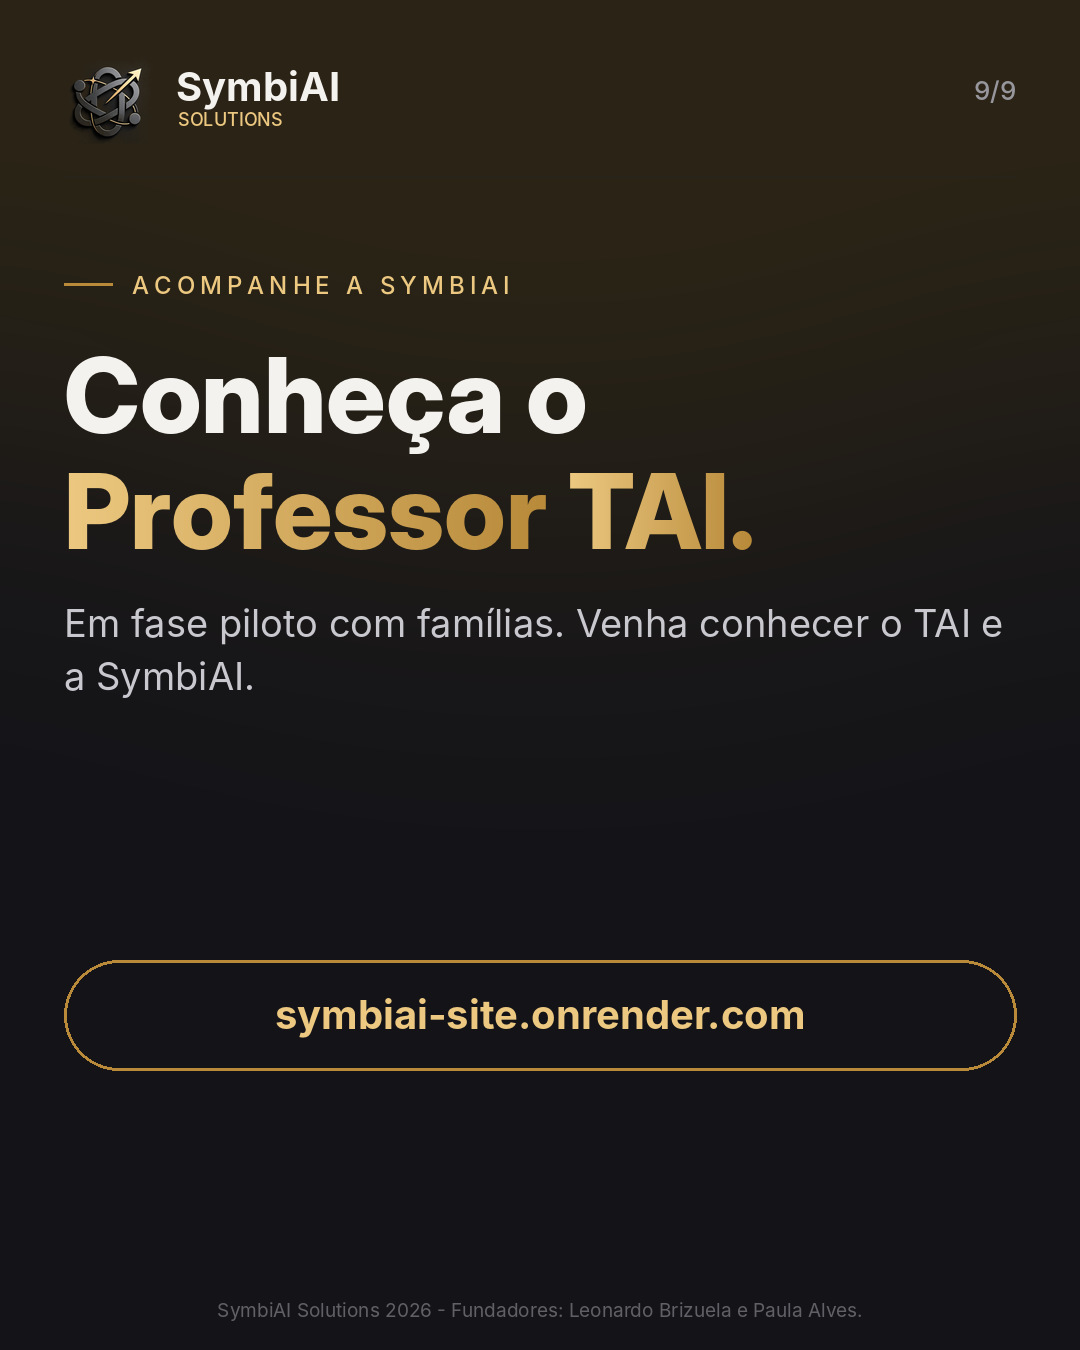 SymbiAI
SOLUTIONS
9/9
ACOMPANHE A SYMBIAI
Conheça o
Professor TAI.
Em fase piloto com famílias. Venha conhecer o TAI e
a SymbiAI.
symbiai-site.onrender.com
SymbiAI Solutions 2026 - Fundadores: Leonardo Brizuela e Paula Alves.